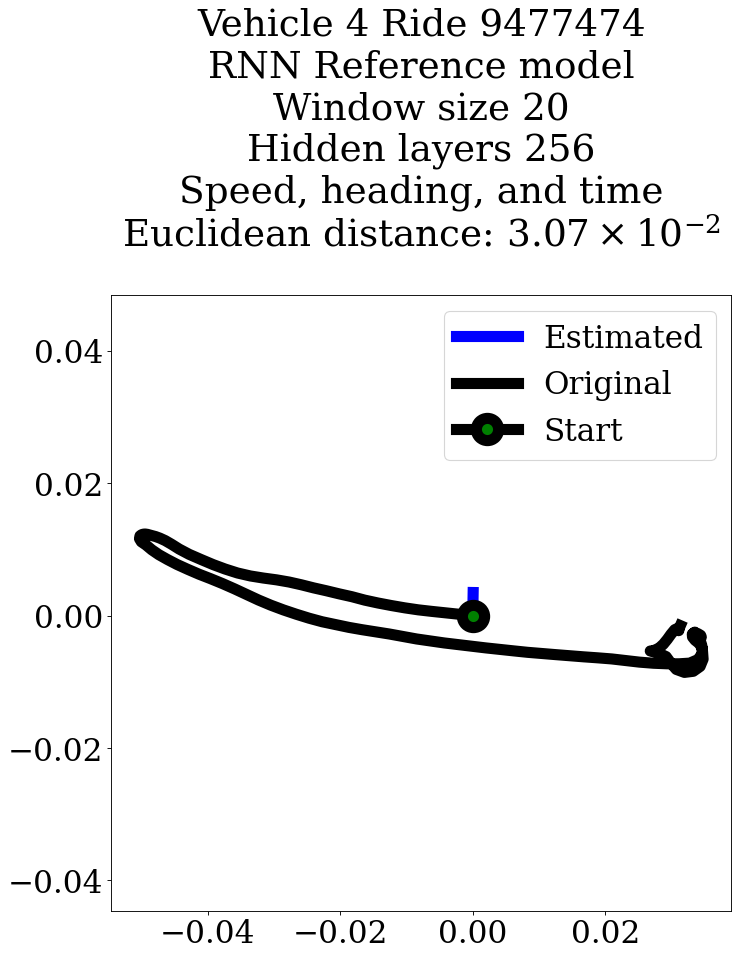 Vehicle 4 Ride 9477474
RNN Reference model
Window size 20
Hidden layers 256
Speed, heading, and time
Euclidean distance: 3.07 × 10⁻²
Estimated
Original
Start
0.04
0.02
0.00
−0.02
−0.04
−0.04 −0.02 0.00 0.02